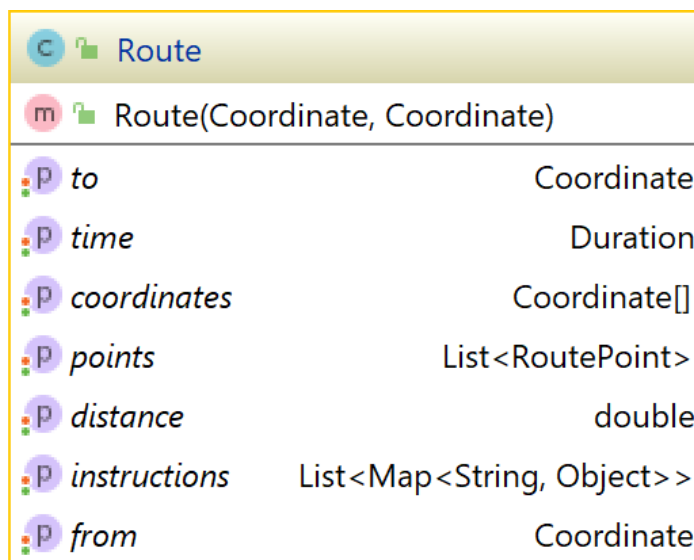 C Route
m Route(Coordinate, Coordinate)
p to Coordinate
p time Duration
p coordinates Coordinate[]
p points List<RoutePoint>
p distance double
p instructions List<Map<String, Object>>
p from Coordinate